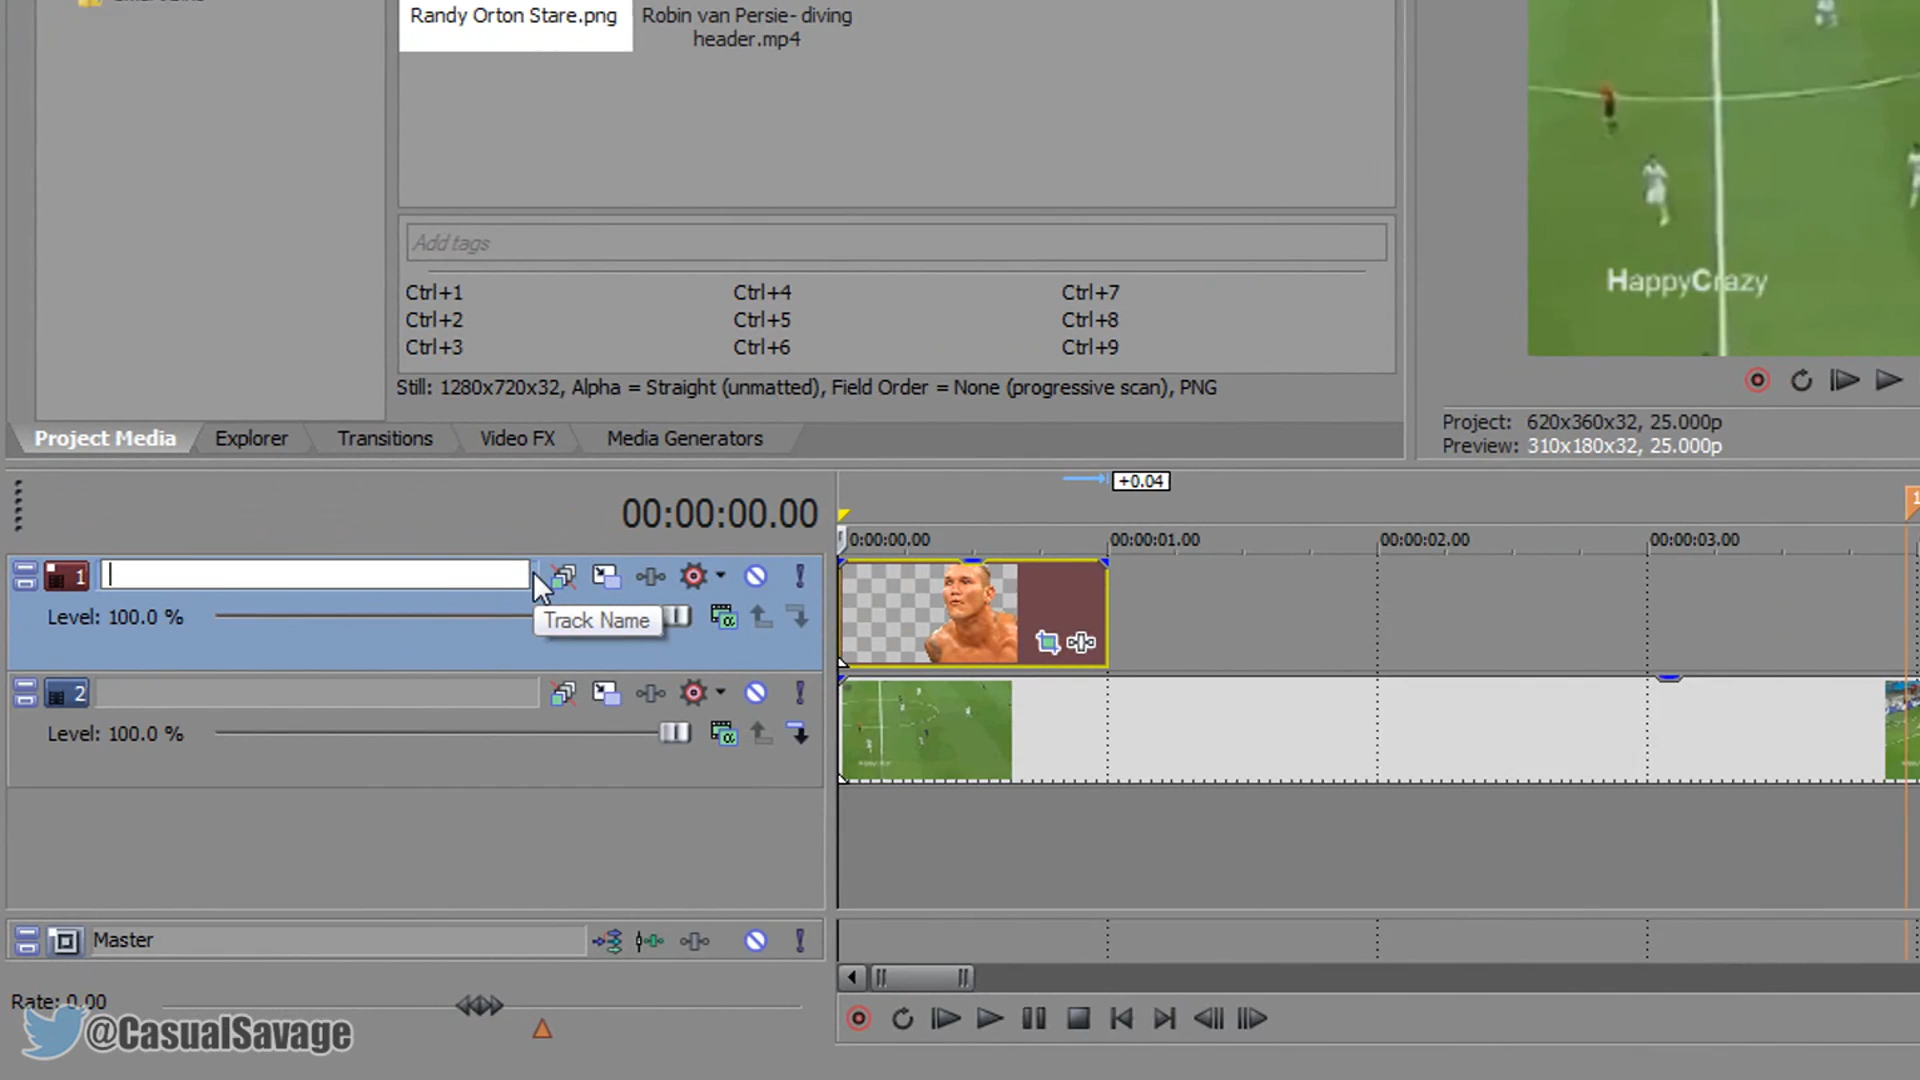 Randy Orton Stare.png
Robin van Persie- diving
header.mp4
HappyCrazy
Add tags
Ctrl+1
Ctrl+4
Ctrl+7
Ctrl+2
Ctrl+5
Ctrl+8
Ctrl+3
Ctrl+6
Ctrl+9
Still: 1280x720x32, Alpha = Straight (unmatted), Field Order = None (progressive scan), PNG
Project Media
Explorer
Transitions
Video FX
Media Generators
Project: 620x360x32, 25.000p
Preview: 310x180x32, 25.000p
+0.04
00:00:00.00
0:00:00.00
00:00:01.00
00:00:02.00
00:00:03.00
1
1
Track Name
Level: 100.0 %
2
Level: 100.0 %
Master
Rate: 0.00
@CasualSavage